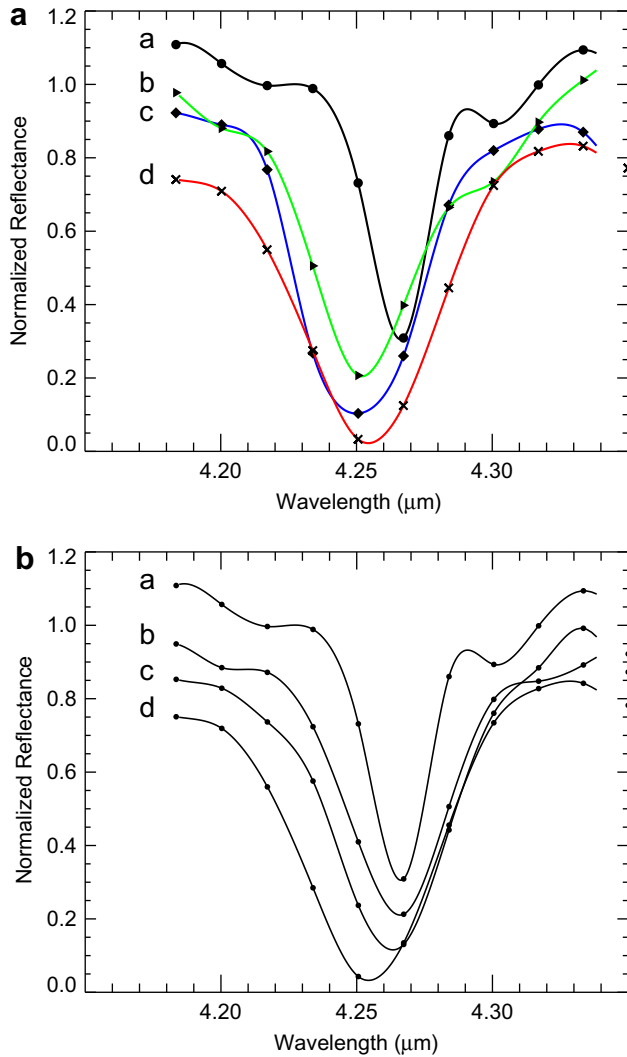 a
1.2
1.0
0.8
0.6
0.4
0.2
0.0
Normalized Reflectance
a
b
c
d
4.20
4.25
4.30
Wavelength (μm)
b
1.2
1.0
0.8
0.6
0.4
0.2
0.0
Normalized Reflectance
a
b
c
d
4.20
4.25
4.30
Wavelength (μm)